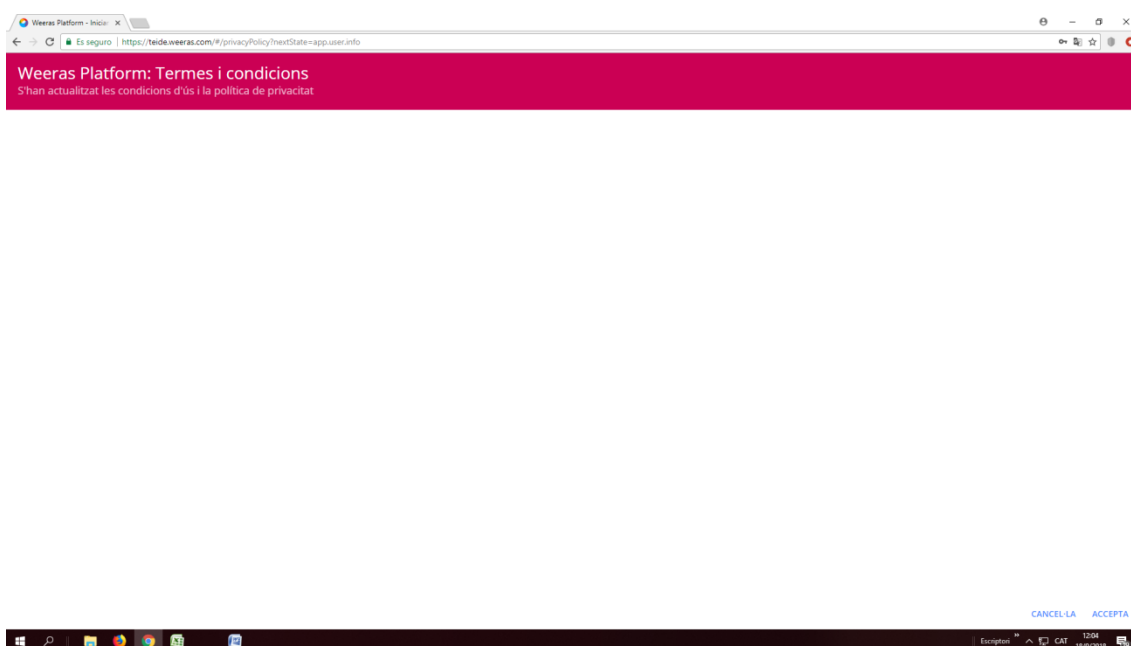 Weeras Platform - Inicia
Es seguro | https://teide.weeras.com/#/privacyPolicy?nextState=app.user.info
Weeras Platform: Termes i condicions
S'han actualitzat les condicions d'ús i la política de privacitat
CANCEL·LA ACCEPTA
Escriptori CAT 12:04